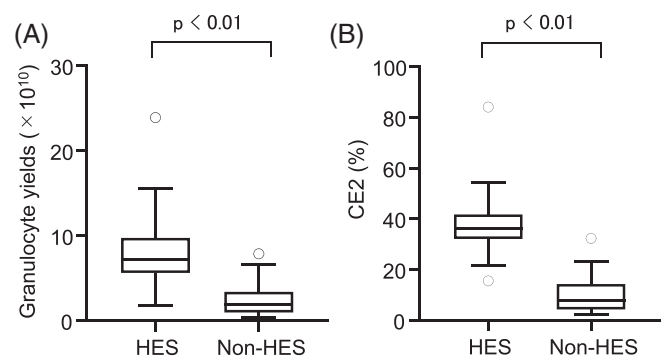 (A)
p < 0.01
Granulocyte yields (×10¹⁰)
30
20
10
0
HES
Non-HES
(B)
p < 0.01
CE2 (%)
100
80
60
40
20
0
HES
Non-HES